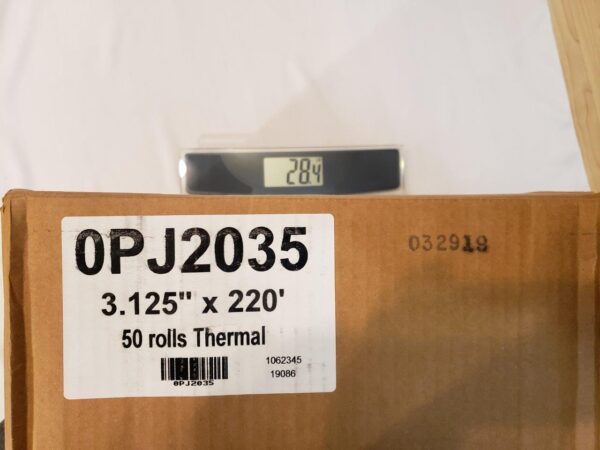 28.4
0PJ2035
3.125" x 220'
50 rolls Thermal
1062345
19086
0PJ2035
032919